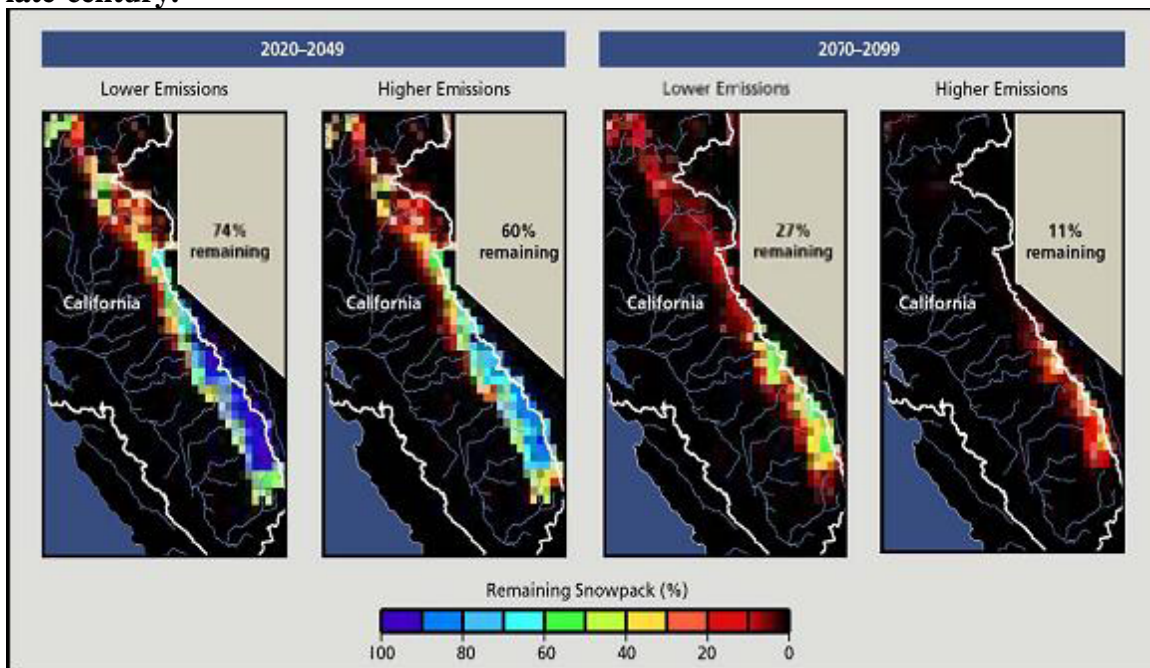 late century.
2020–2049
2070–2099
Lower Emissions
Higher Emissions
Lower Emissions
Higher Emissions
74%
remaining
60%
remaining
27%
remaining
11%
remaining
California
California
California
California
Remaining Snowpack (%)
100 80 60 40 20 0